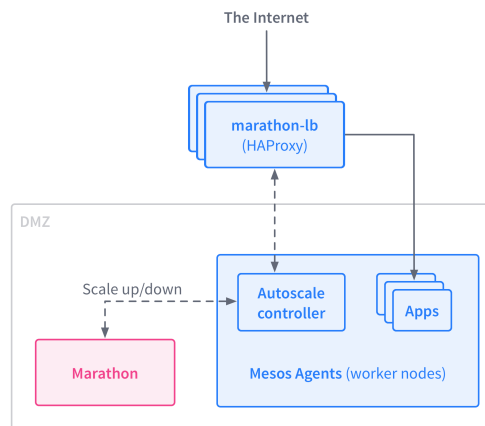 The Internet
marathon-lb
(HAProxy)
DMZ
Scale up/down
Autoscale
controller
Apps
Marathon
Mesos Agents (worker nodes)